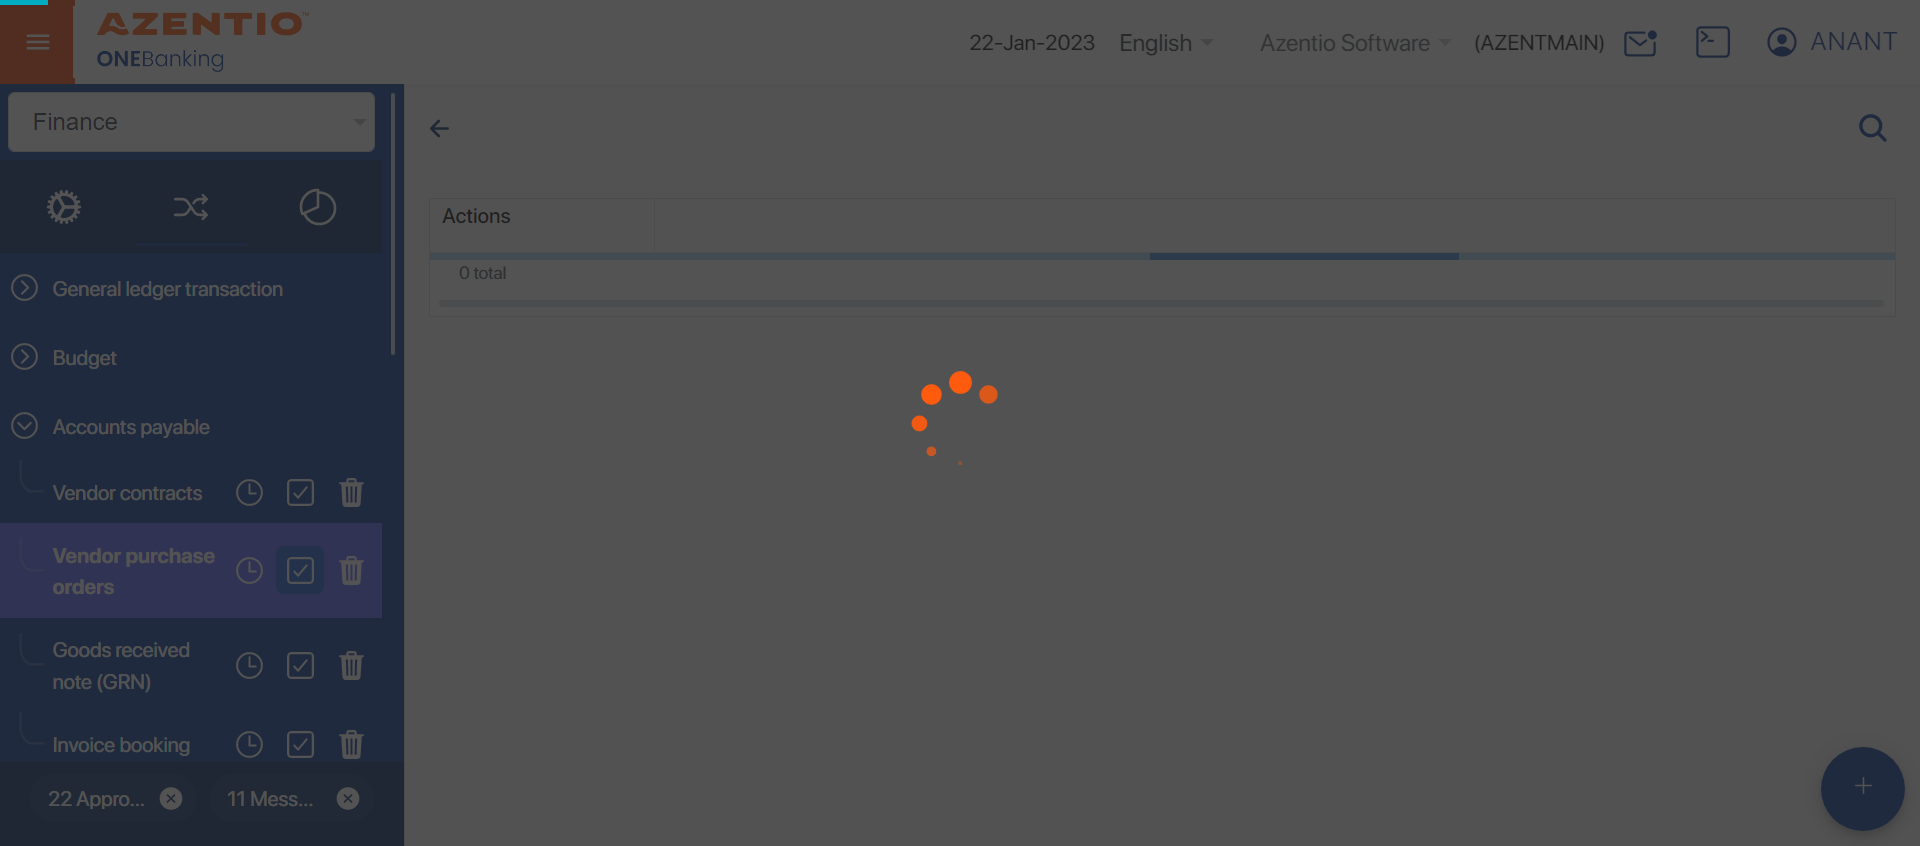 AZENTIO™
ONEBanking
22-Jan-2023 English Azentio Software (AZENTMAIN) ANANT
Finance
Actions
0 total
General ledger transaction
Budget
Accounts payable
Vendor contracts
Vendor purchase
orders
Goods received
note (GRN)
Invoice booking
22 Appro... 11 Mess...